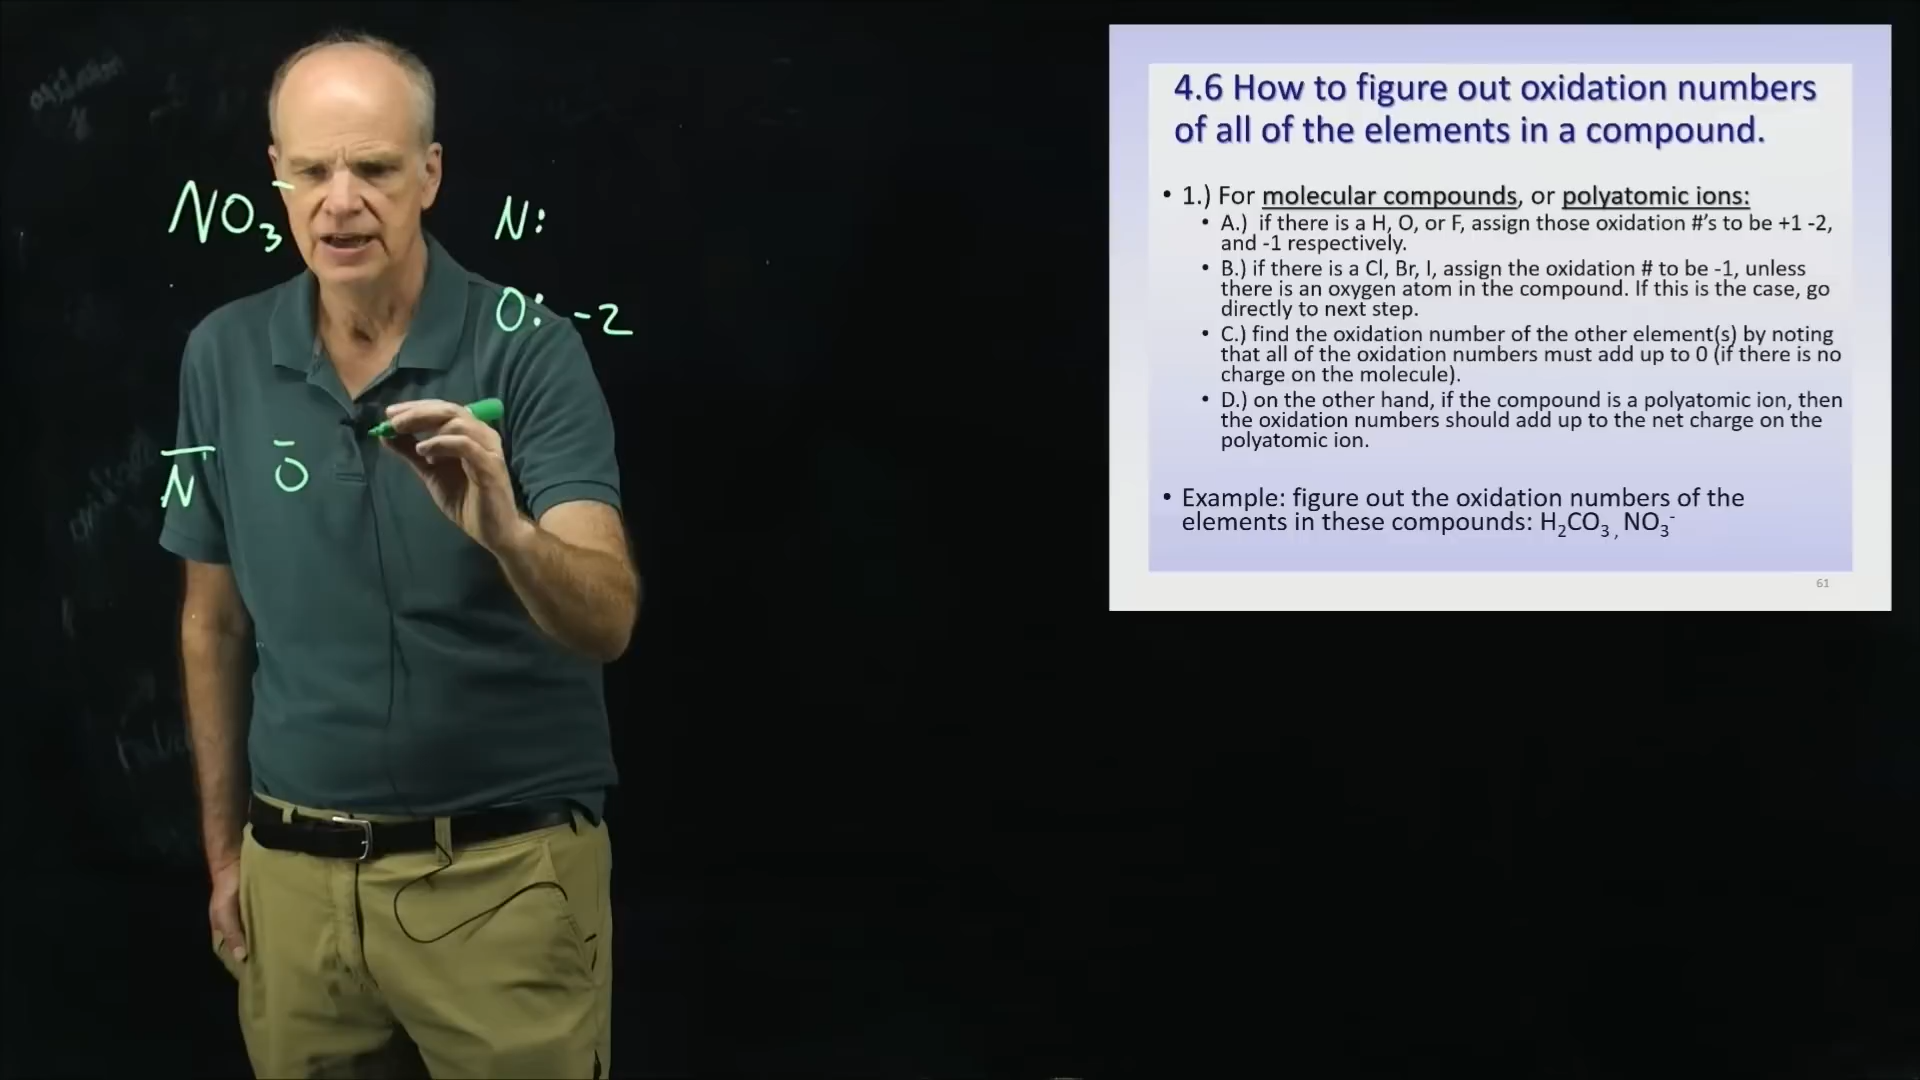 oxidation
NO₃⁻
N:
O: -2
N O
4.6 How to figure out oxidation numbers
of all of the elements in a compound.
• 1.) For molecular compounds, or polyatomic ions:
• A.) if there is a H, O, or F, assign those oxidation #'s to be +1 -2,
and -1 respectively.
• B.) if there is a Cl, Br, I, assign the oxidation # to be -1, unless
there is an oxygen atom in the compound. If this is the case, go
directly to next step.
• C.) find the oxidation number of the other element(s) by noting
that all of the oxidation numbers must add up to 0 (if there is no
charge on the molecule).
• D.) on the other hand, if the compound is a polyatomic ion, then
the oxidation numbers should add up to the net charge on the
polyatomic ion.
• Example: figure out the oxidation numbers of the
elements in these compounds: H₂CO₃ , NO₃⁻
61